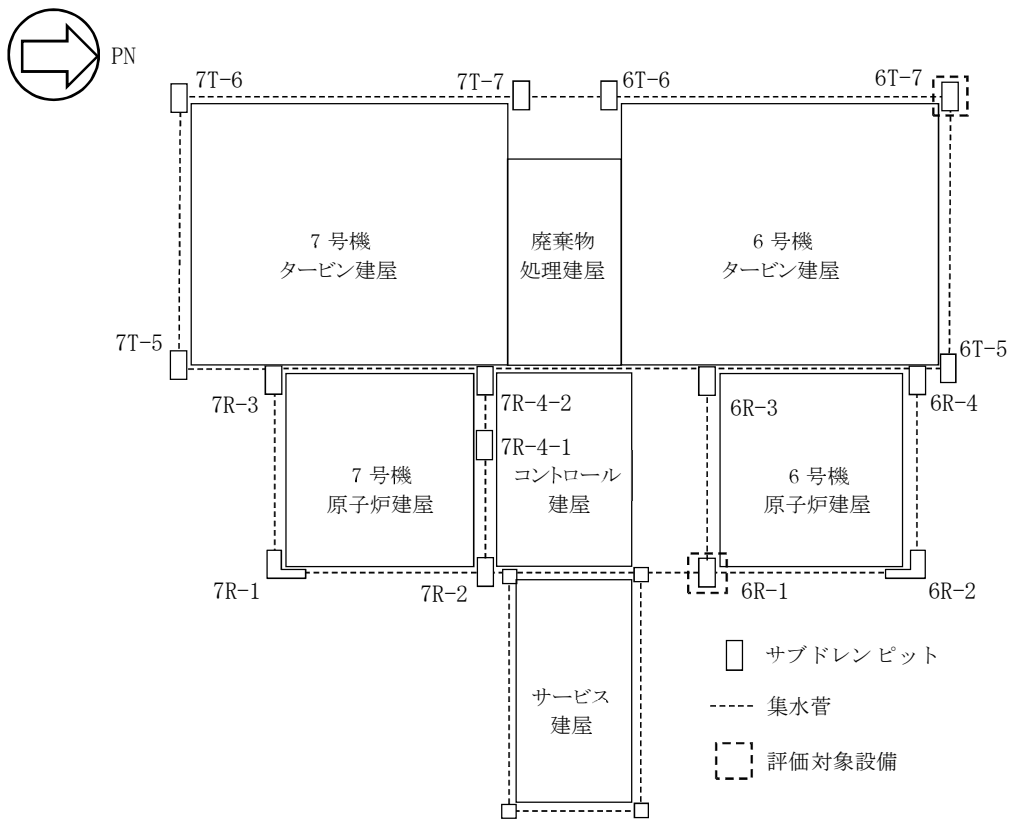 PN
7T-6
7T-7
6T-6
6T-7
7 号機
タービン建屋
廃棄物
処理建屋
6 号機
タービン建屋
7T-5
6T-5
7R-3
7R-4-2
6R-3
6R-4
7R-4-1
7 号機
原子炉建屋
コントロール
建屋
6 号機
原子炉建屋
7R-1
7R-2
6R-1
6R-2
サービス
建屋
サブドレンピット
集水菅
評価対象設備